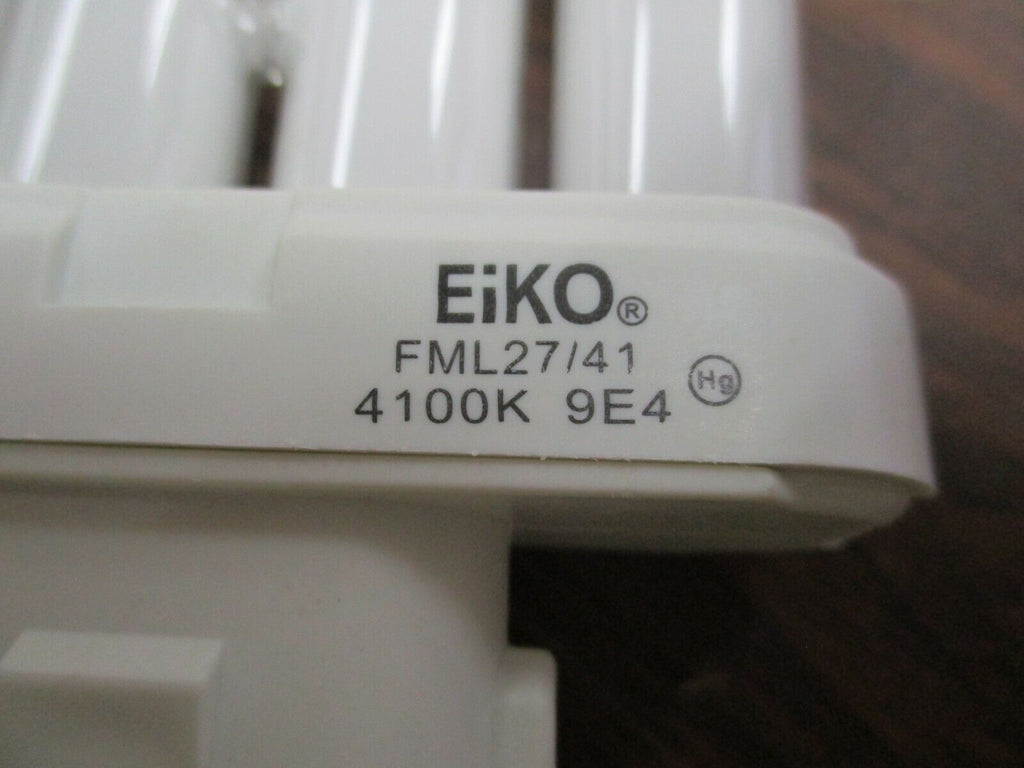 EiKO®
FML27/41
Hg
4100K 9E4